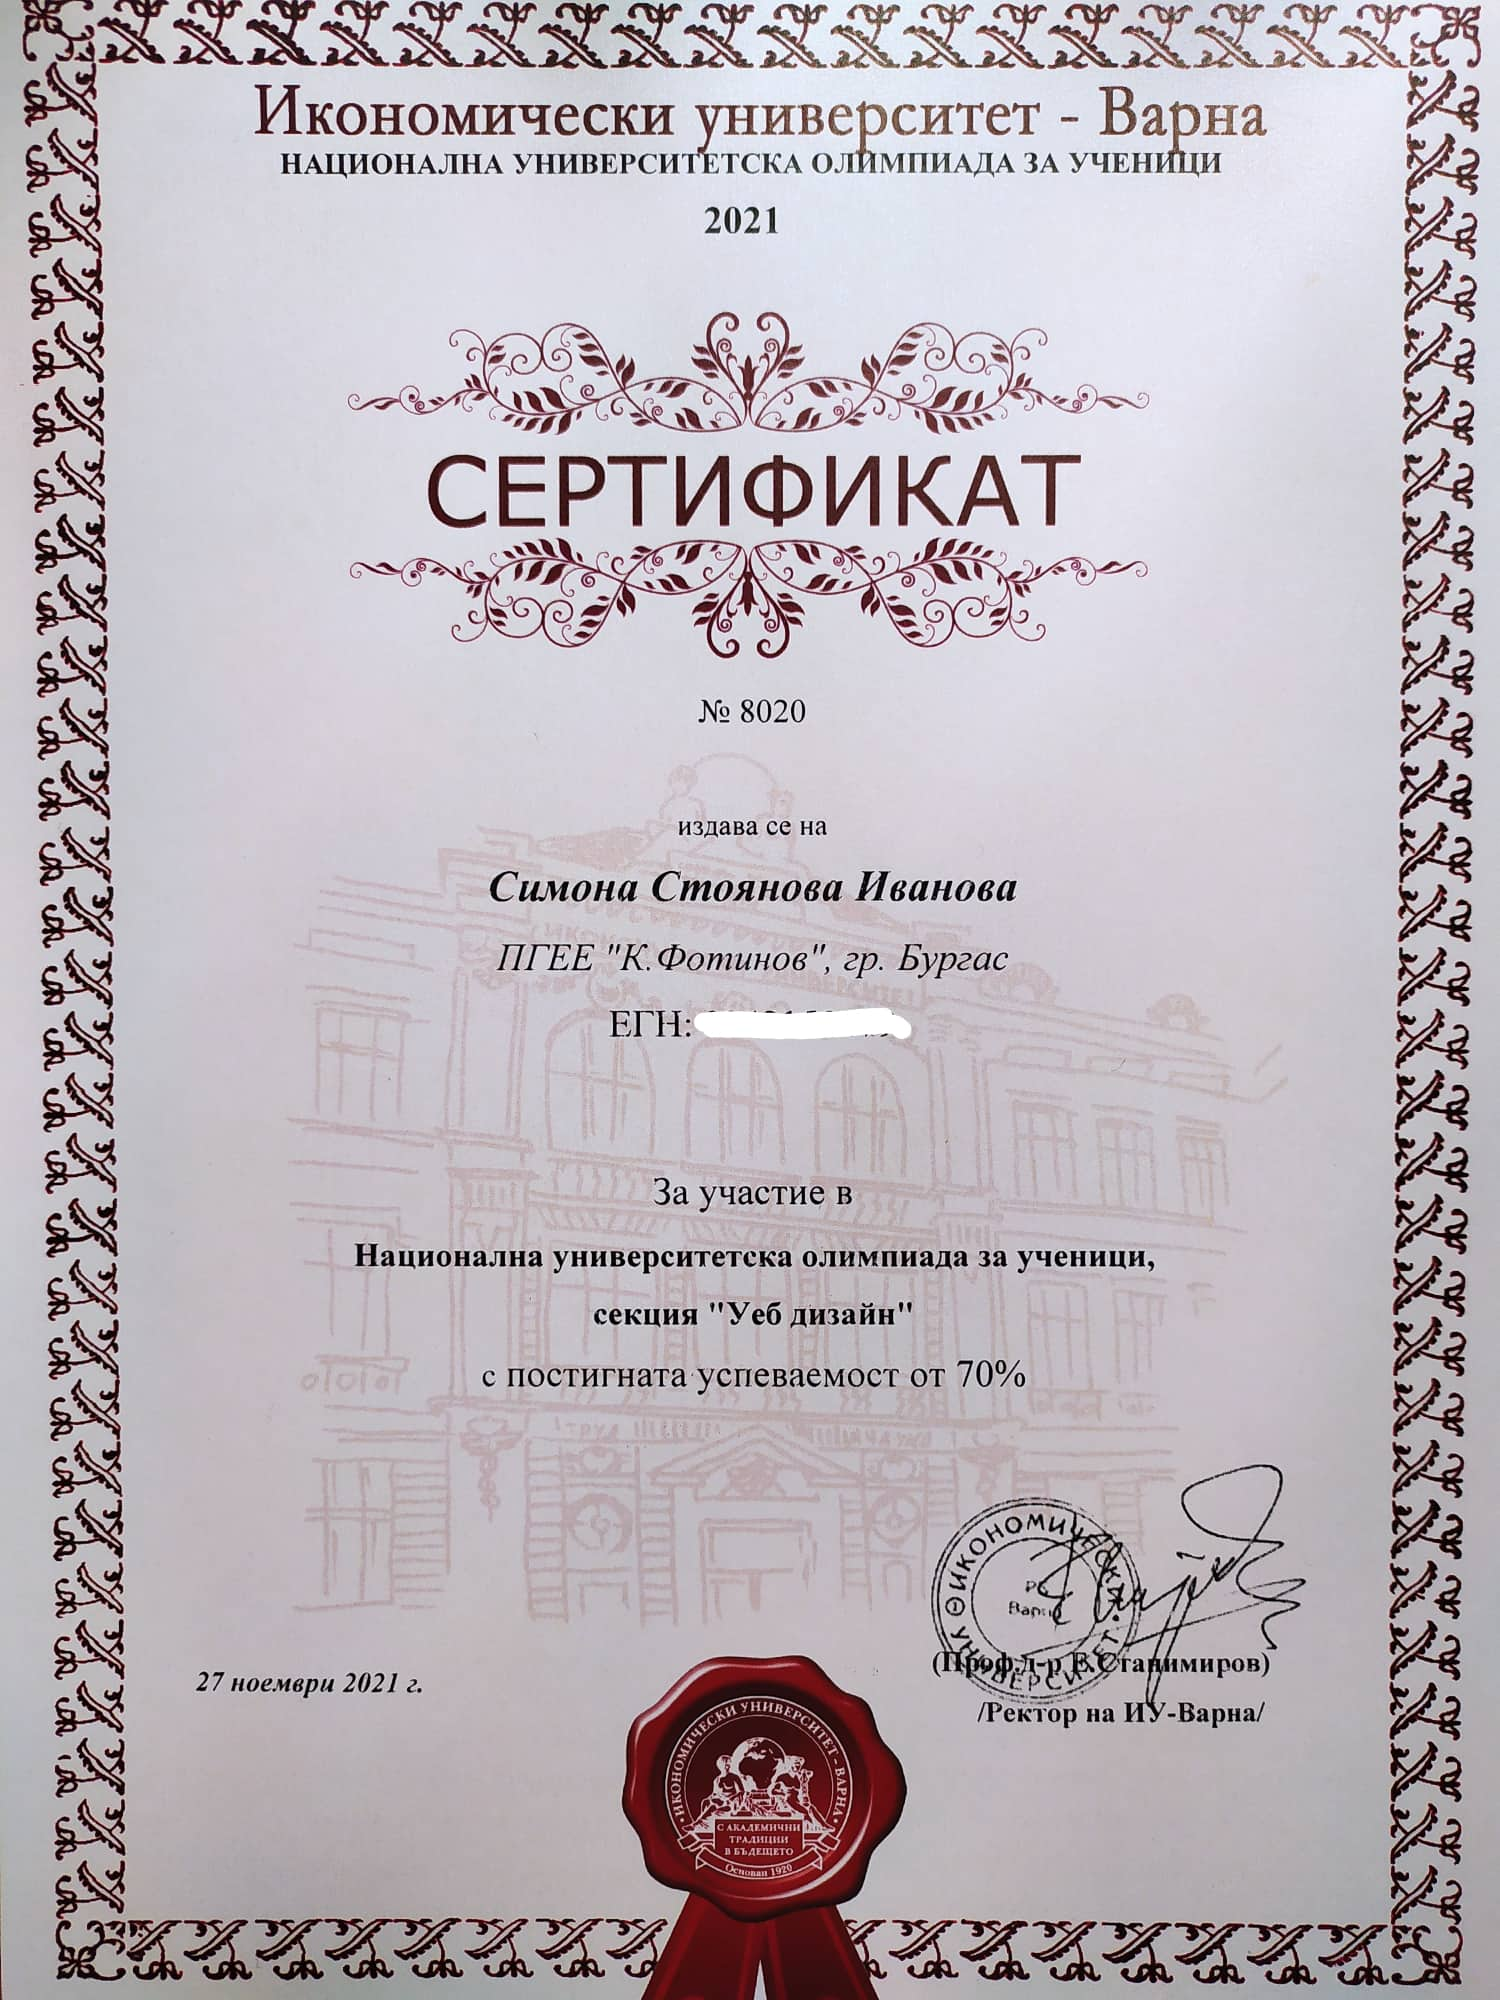 Икономически университет - Варна
НАЦИОНАЛНА УНИВЕРСИТЕТСКА ОЛИМПИАДА ЗА УЧЕНИЦИ
2021
СЕРТИФИКАТ
№ 8020
издава се на
Симона Стоянова Иванова
ПГЕЕ "К.Фотинов", гр. Бургас
ЕГН:
За участие в
Национална университетска олимпиада за ученици,
секция "Уеб дизайн"
с постигната успеваемост от 70%
ИКОНОМИЧЕСКИ УНИВЕРСИТЕТ
Варна
(Проф.д-р Е.Станимиров)
27 ноември 2021 г.
/Ректор на ИУ-Варна/
ИКОНОМИЧЕСКИ УНИВЕРСИТЕТ - ВАРНА
С АКАДЕМИЧНИ
ТРАДИЦИИ
В БЪДЕЩЕТО
Основан 1920